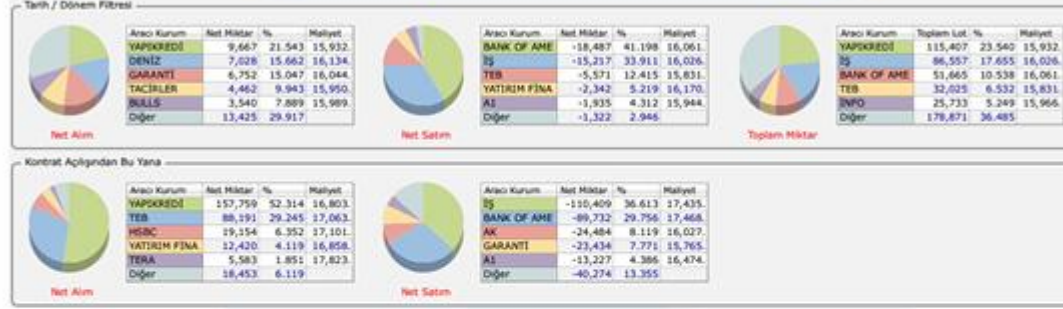 Tarih / Dönem Filtresi
Aracı Kurum Net Miktar % Maliyet
YAPIKREDİ 9,667 21.543 15,932.
DENİZ 7,028 15.662 16,134.
GARANTİ 6,752 15.047 16,044.
TACİRLER 4,462 9.943 15,950.
BULLS 3,540 7.889 15,989.
Diğer 13,425 29.917
Net Alım
Aracı Kurum Net Miktar % Maliyet
BANK OF AME -18,487 41.198 16,061.
İŞ -15,217 33.911 16,026.
TEB -5,571 12.415 15,831.
YATIRIM FİNA -2,342 5.219 16,170.
A1 -1,935 4.312 15,944.
Diğer -1,322 2.946
Net Satım
Aracı Kurum Toplam Lot % Maliyet
YAPIKREDİ 115,407 23.540 15,932
İŞ 86,557 17.655 16,026.
BANK OF AME 51,665 10.538 16,061
TEB 32,025 6.532 15,831.
İNFO 25,733 5.249 15,966
Diğer 178,871 36.485
Toplam Miktar
Kontrat Açılışından Bu Yana
Aracı Kurum Net Miktar % Maliyet
YAPIKREDİ 157,759 52.314 16,803.
TEB 88,191 29.245 17,063.
HSBC 19,154 6.352 17,101.
YATIRIM FİNA 12,420 4.119 16,858.
TERA 5,583 1.851 17,823.
Diğer 18,453 6.119
Net Alım
Aracı Kurum Net Miktar % Maliyet
İŞ -110,409 36.613 17,435.
BANK OF AME -89,732 29.756 17,468.
AK -24,484 8.119 16,027.
GARANTİ -23,434 7.771 15,765.
A1 -13,227 4.386 16,474.
Diğer -40,274 13.355
Net Satım